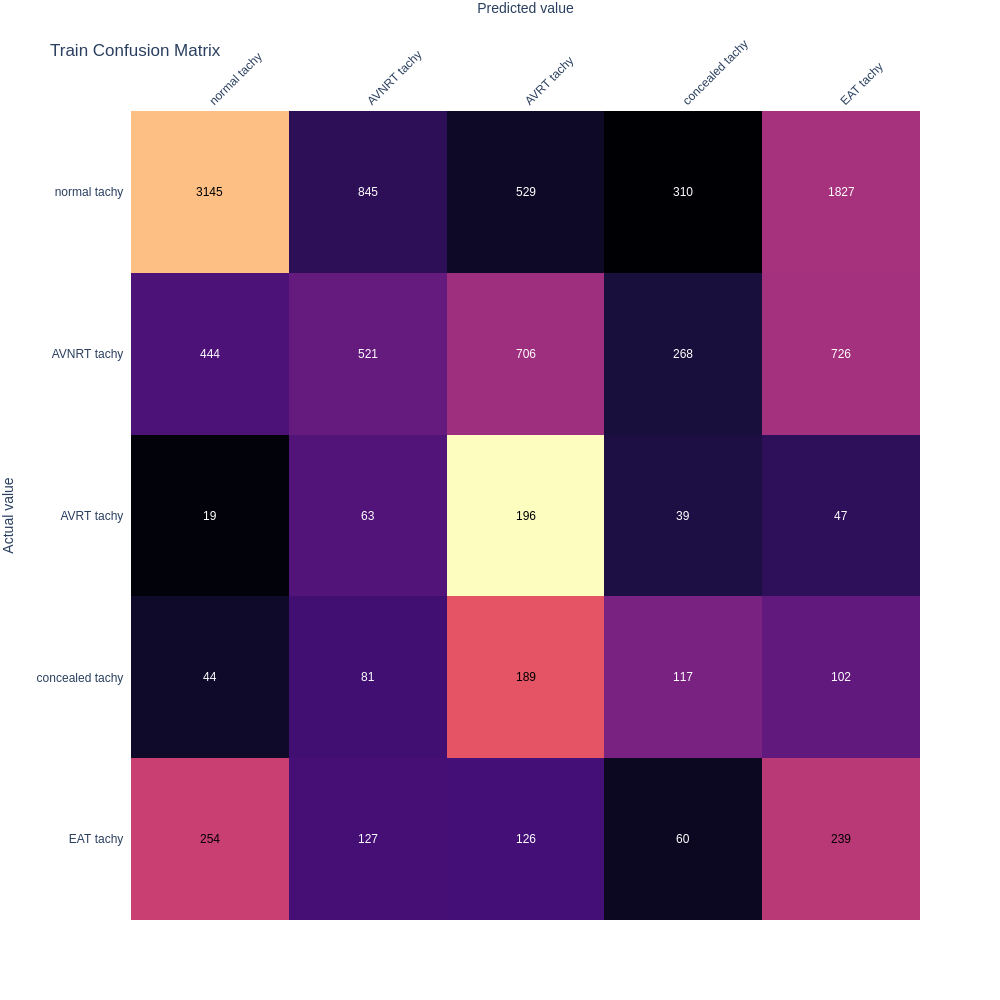 Predicted value
Train Confusion Matrix
normal tachy AVNRT tachy AVRT tachy concealed tachy EAT tachy
normal tachy 3145 845 529 310 1827
AVNRT tachy 444 521 706 268 726
Actual value
AVRT tachy 19 63 196 39 47
concealed tachy 44 81 189 117 102
EAT tachy 254 127 126 60 239